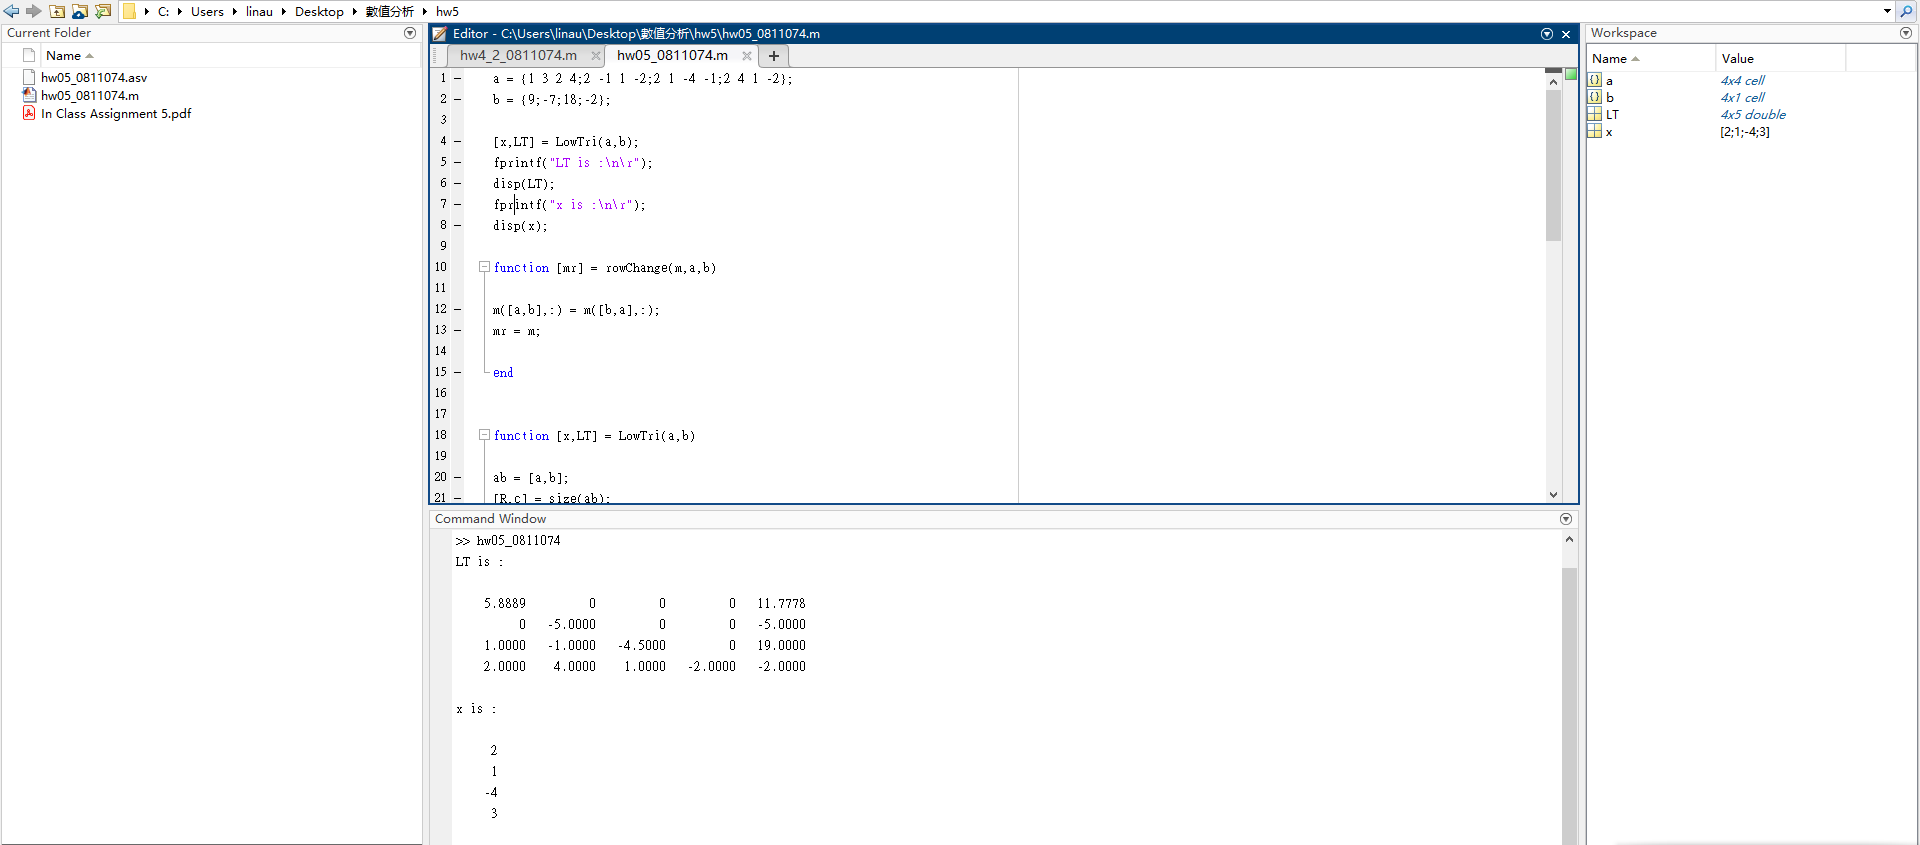 C: Users linau Desktop 數值分析 hw5
Current Folder
Name
hw05_0811074.asv
hw05_0811074.m
In Class Assignment 5.pdf
Editor - C:\Users\linau\Desktop\數值分析\hw5\hw05_0811074.m
hw4_2_0811074.m hw05_0811074.m
1 a = {1 3 2 4;2 -1 1 -2;2 1 -4 -1;2 4 1 -2};
2 b = {9;-7;18;-2};
3
4 [x,LT] = LowTri(a,b);
5 fprintf("LT is :\n\r");
6 disp(LT);
7 fprintf("x is :\n\r");
8 disp(x);
9
10 function [mr] = rowChange(m,a,b)
11
12 m([a,b],:) = m([b,a],:);
13 mr = m;
14
15 end
16
17
18 function [x,LT] = LowTri(a,b)
19
20 ab = [a,b];
21 [R,c] = size(ab);
Command Window
>> hw05_0811074
LT is :
5.8889 0 0 0 11.7778
0 -5.0000 0 0 -5.0000
1.0000 -1.0000 -4.5000 0 19.0000
2.0000 4.0000 1.0000 -2.0000 -2.0000
x is :
2
1
-4
3
Workspace
Name Value
a 4x4 cell
b 4x1 cell
LT 4x5 double
x [2;1;-4;3]